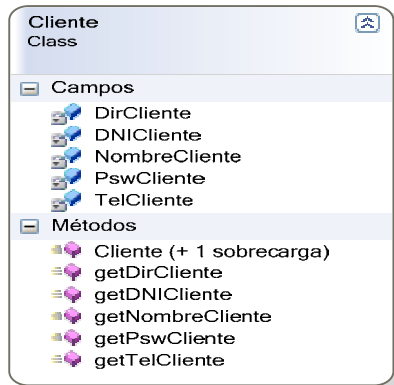 Cliente
Class
Campos
DirCliente
DNICliente
NombreCliente
PswCliente
TelCliente
Métodos
Cliente (+ 1 sobrecarga)
getDirCliente
getDNICliente
getNombreCliente
getPswCliente
getTelCliente